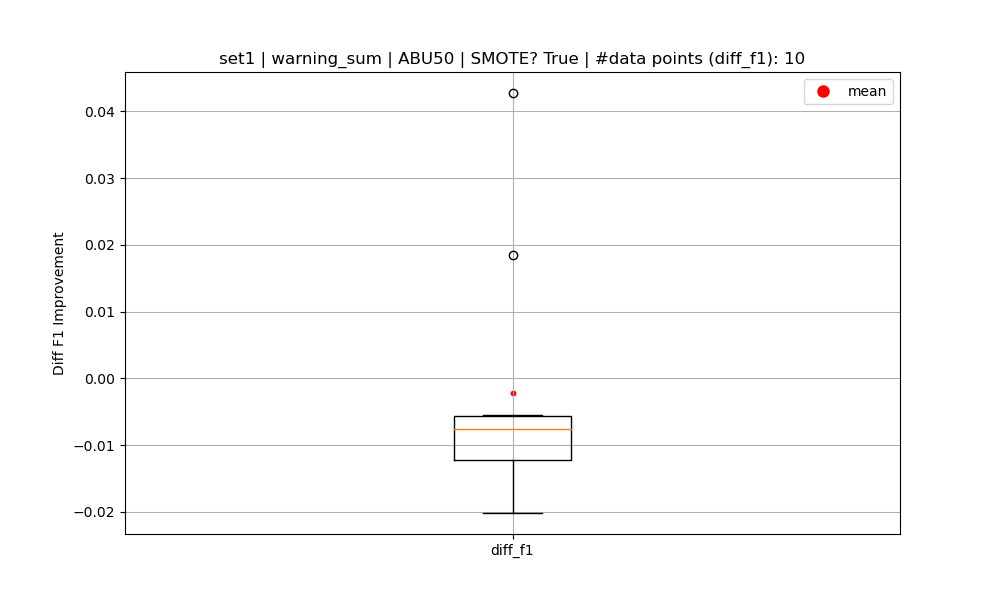 set1 | warning_sum | ABU50 | SMOTE? True | #data points (diff_f1): 10
mean
0.04
0.03
0.02
0.01
0.00
−0.01
−0.02
Diff F1 Improvement
diff_f1